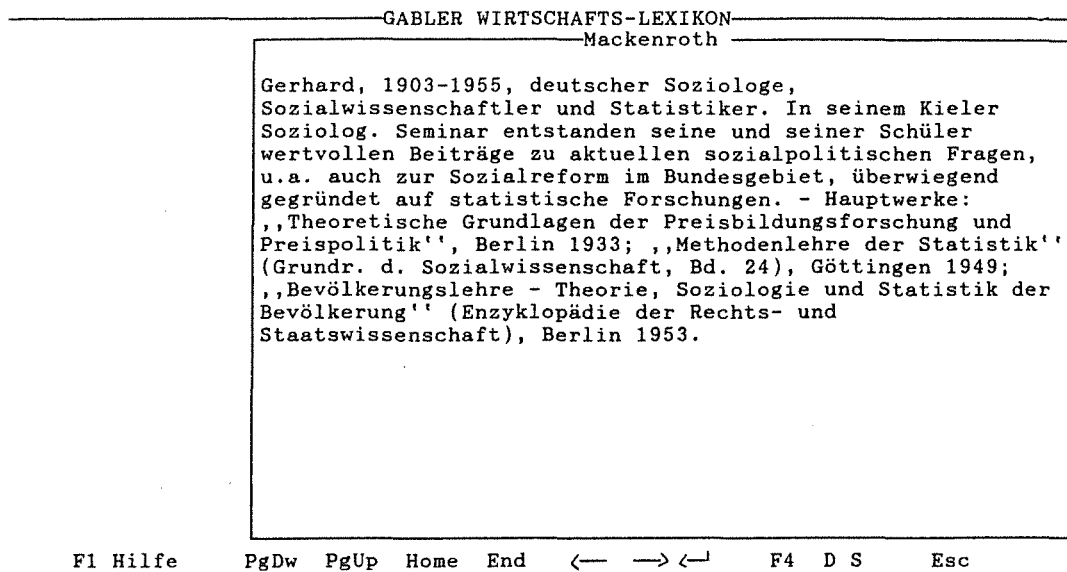 GABLER WIRTSCHAFTS-LEXIKON
Mackenroth
Gerhard, 1903-1955, deutscher Soziologe,
Sozialwissenschaftler und Statistiker. In seinem Kieler
Soziolog. Seminar entstanden seine und seiner Schüler
wertvollen Beiträge zu aktuellen sozialpolitischen Fragen,
u.a. auch zur Sozialreform im Bundesgebiet, überwiegend
gegründet auf statistische Forschungen. - Hauptwerke:
,,Theoretische Grundlagen der Preisbildungsforschung und
Preispolitik'', Berlin 1933; ,,Methodenlehre der Statistik''
(Grundr. d. Sozialwissenschaft, Bd. 24), Göttingen 1949;
,,Bevölkerungslehre - Theorie, Soziologie und Statistik der
Bevölkerung'' (Enzyklopädie der Rechts- und
Staatswissenschaft), Berlin 1953.
F1 Hilfe PgDw PgUp Home End <— —> <—┘ F4 D S Esc